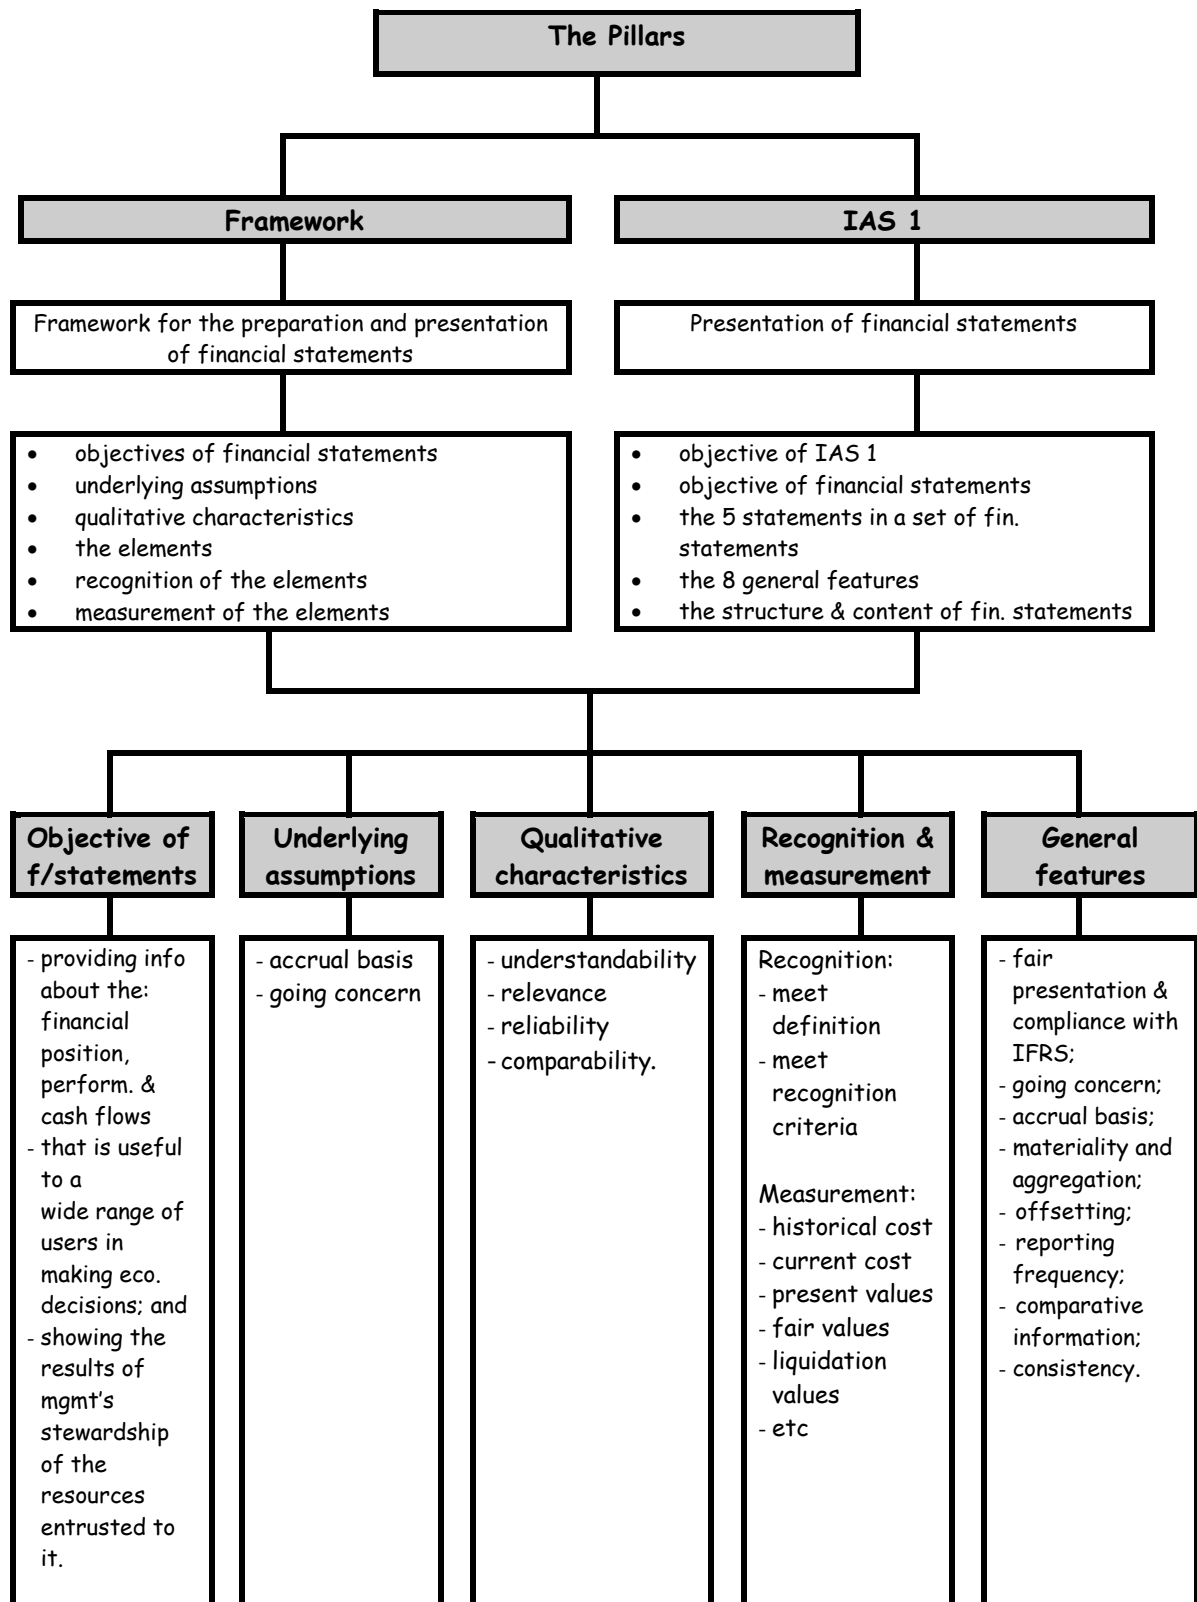 The Pillars
Framework
IAS 1
Framework for the preparation and presentation
of financial statements
Presentation of financial statements
• objectives of financial statements
• underlying assumptions
• qualitative characteristics
• the elements
• recognition of the elements
• measurement of the elements
• objective of IAS 1
• objective of financial statements
• the 5 statements in a set of fin.
statements
• the 8 general features
• the structure & content of fin. statements
Objective of
f/statements
Underlying
assumptions
Qualitative
characteristics
Recognition &
measurement
General
features
- providing info
about the:
financial
position,
perform. &
cash flows
- that is useful
to a
wide range of
users in
making eco.
decisions; and
- showing the
results of
mgmt's
stewardship
of the
resources
entrusted to
it.
- accrual basis
- going concern
- understandability
- relevance
- reliability
- comparability.
Recognition:
- meet
definition
- meet
recognition
criteria
Measurement:
- historical cost
- current cost
- present values
- fair values
- liquidation
values
- etc
- fair
presentation &
compliance with
IFRS;
- going concern;
- accrual basis;
- materiality and
aggregation;
- offsetting;
- reporting
frequency;
- comparative
information;
- consistency.